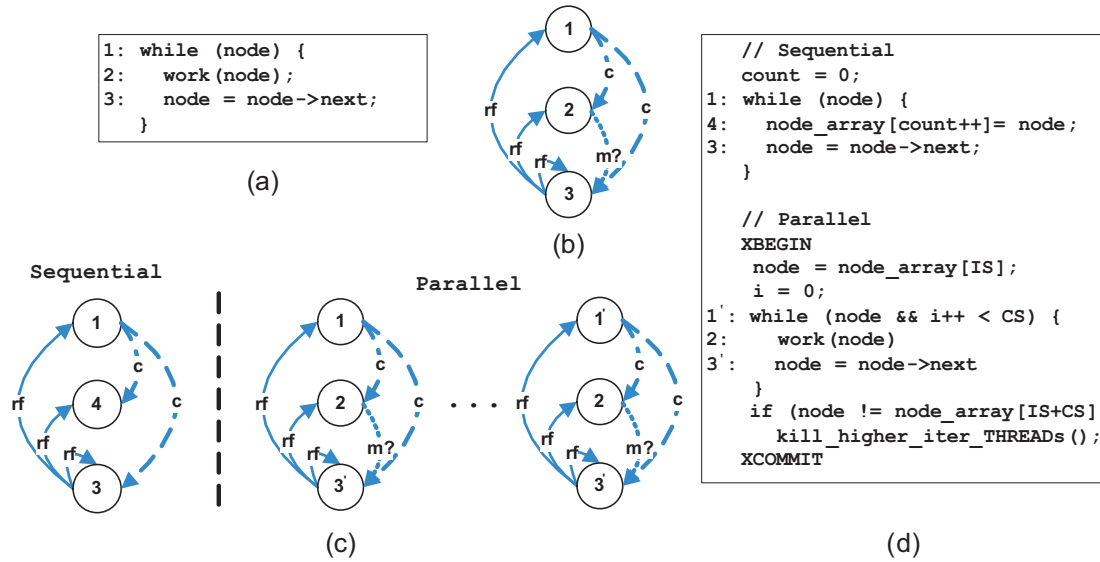 1: while (node) {
2:   work(node);
3:   node = node->next;
}
(a)
1
c
c
rf
2
rf
m?
rf
3
(b)
Sequential
1
c
c
rf
4
rf
rf
3
Parallel
1
c
c
rf
2
rf
m?
rf
3'
. . . .
1'
c
c
rf
2
rf
m?
rf
3'
(c)
// Sequential
count = 0;
1: while (node) {
4:   node_array[count++]= node;
3:   node = node->next;
}
// Parallel
XBEGIN
node = node_array[IS];
i = 0;
1': while (node && i++ < CS) {
2:   work(node)
3':   node = node->next
}
if (node != node_array[IS+CS]
kill_higher_iter_THREADs();
XCOMMIT
(d)